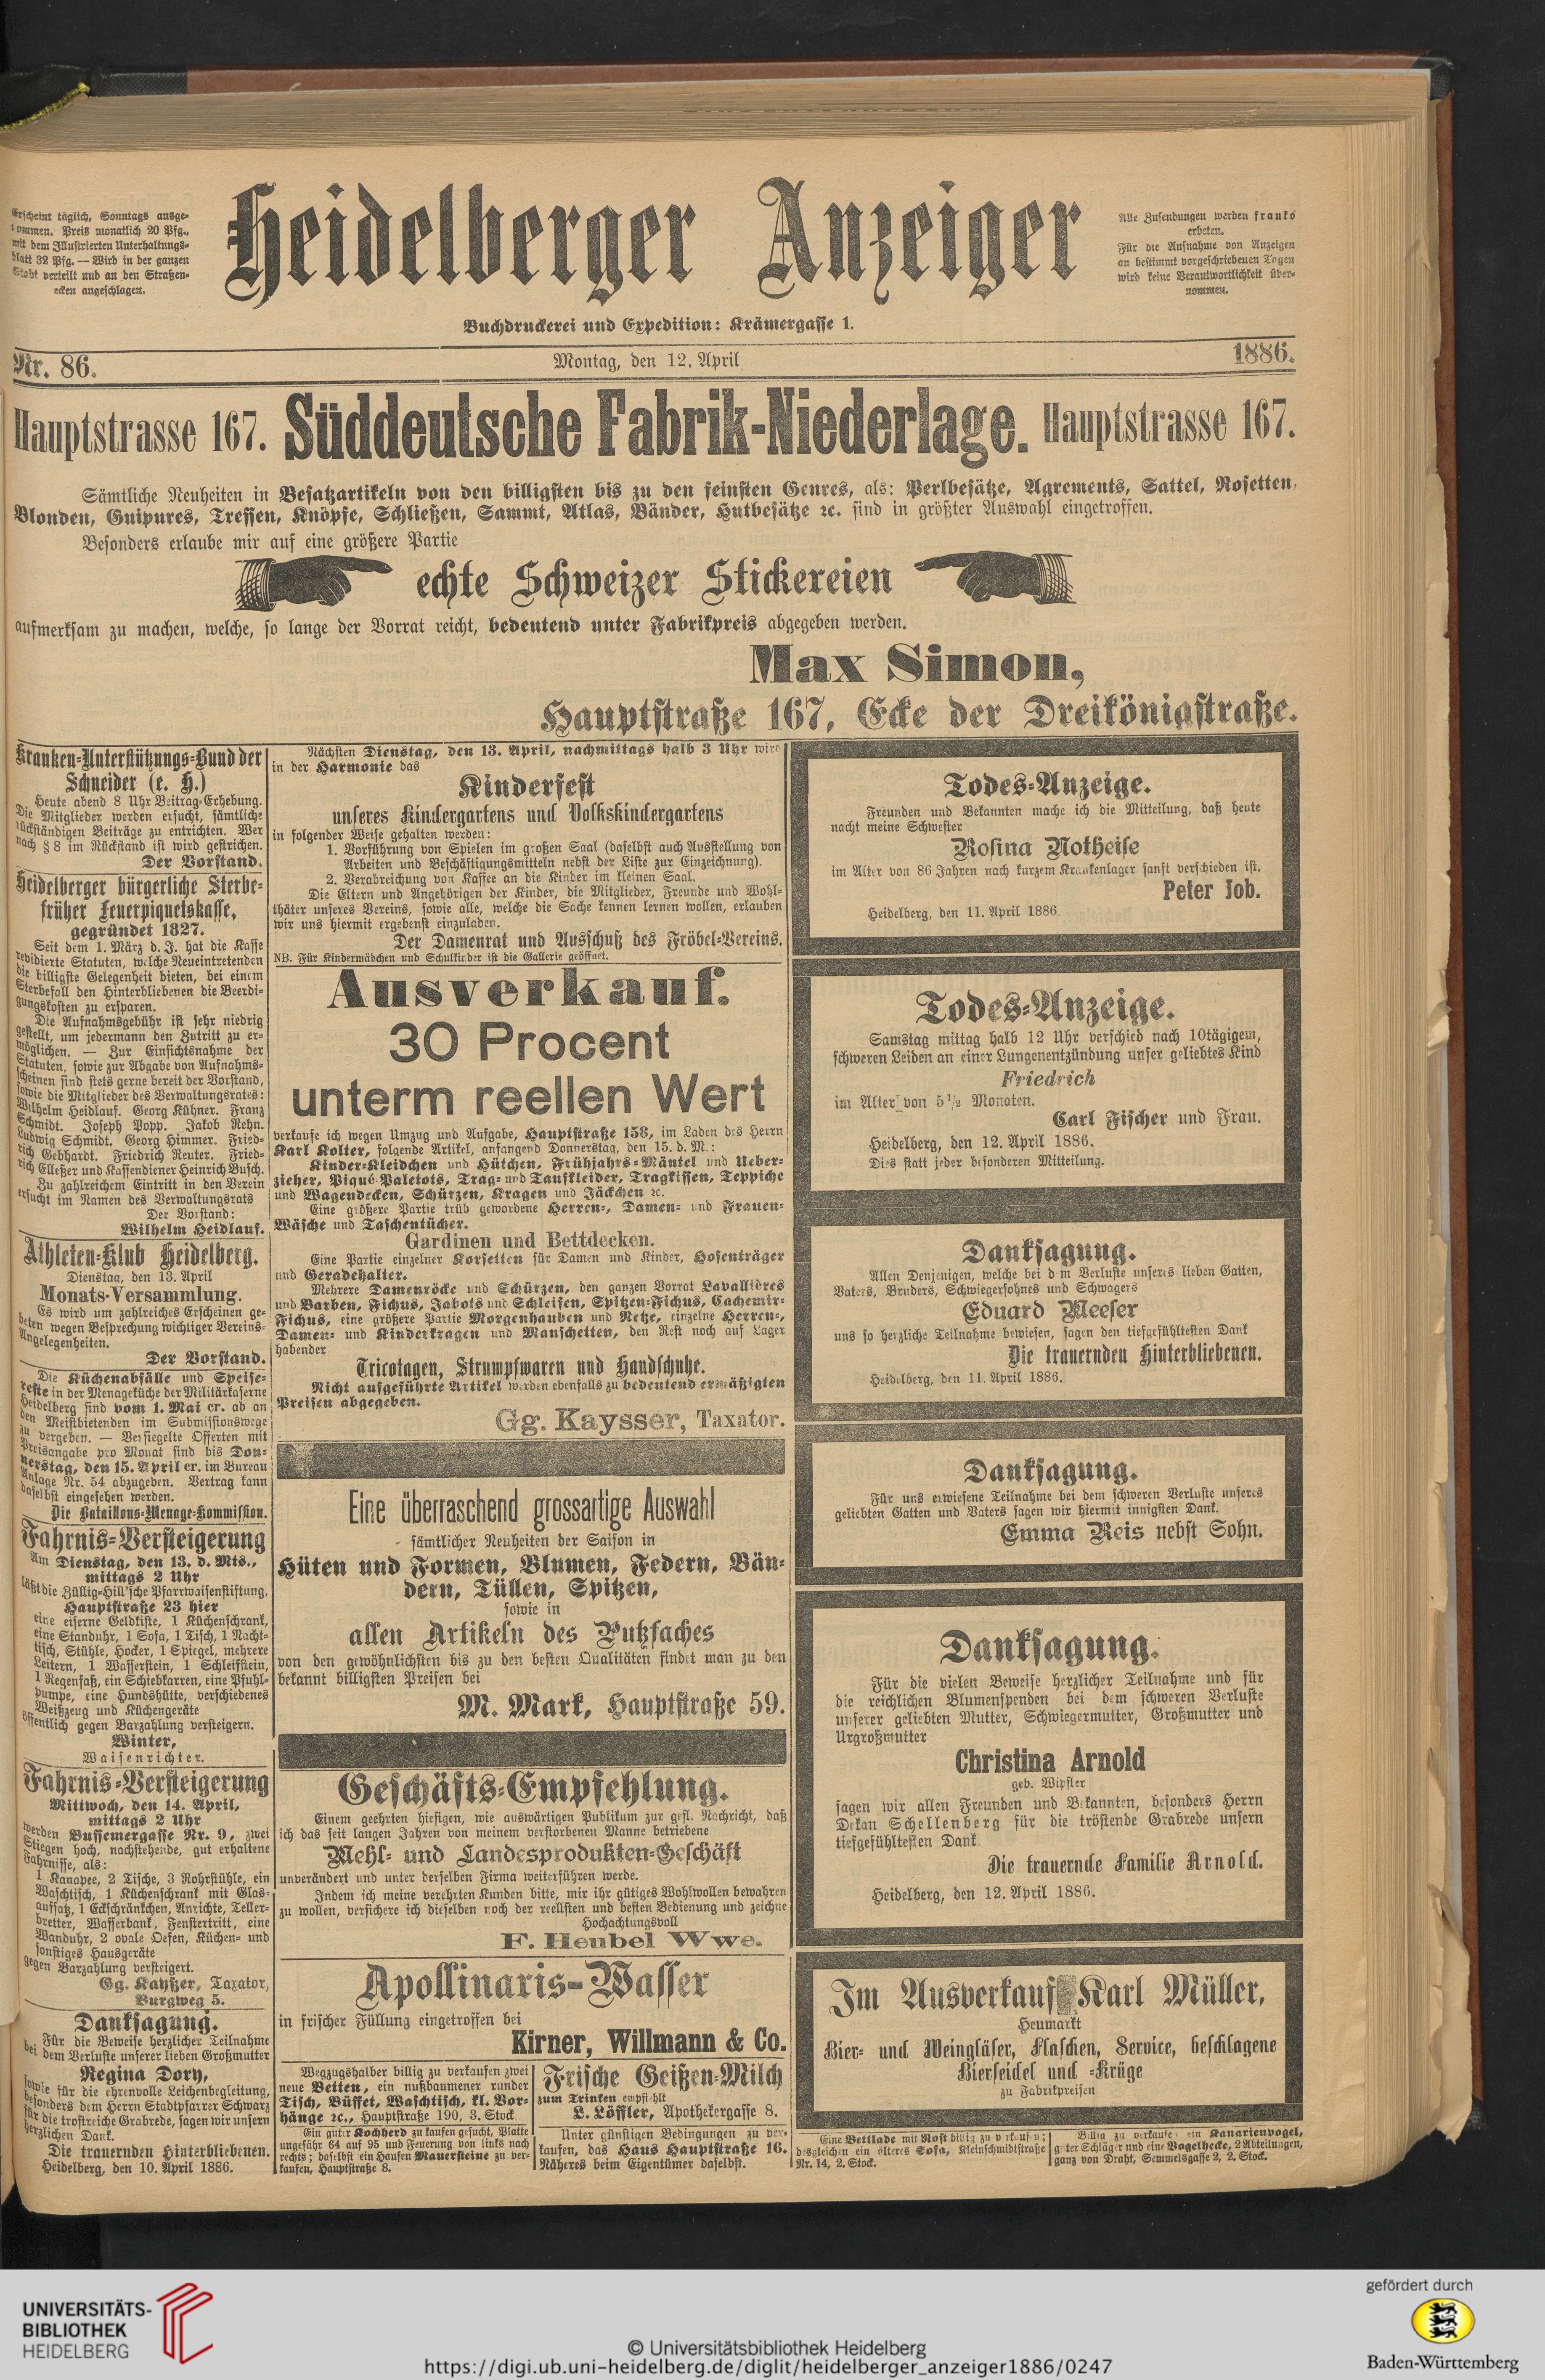 Erscheint täglich, Sonntags ausge-
nommen. Preis monatlich 20 Pfg.,
mit dem Illustrierten Unterhaltungs-
blatt 32 Pfg. — Wird in der ganzen
Stadt verteilt und an den Straßen-
ecken angeschlagen.
Heidelberger Anzeiger
Alle Zusendungen werden franko
erbeten.
Für die Aufnahme von Anzeigen
an bestimmt vorgeschriebenen Tagen
wird keine Verantwortlichkeit über-
nommen.
Buchdruckerei und Expedition: Krämergasse 1.
Nr. 86.
Montag, den 12. April
1886.
Hauptstrasse 167. Süddeutsche Fabrik-Niederlage. Hauptstrasse 167.
Sämtliche Neuheiten in Besatzartikeln von den billigsten bis zu den feinsten Genres, als: Perlbesätze, Agrements, Sattel, Rosetten,
Blonden, Guipures, Tressen, Knöpfe, Schließen, Sammt, Atlas, Bänder, Hutbesätze ꝛc. sind in größter Auswahl eingetroffen.
Besonders erlaube mir auf eine größere Partie
echte Schweizer Stickereien
aufmerksam zu machen, welche, so lange der Vorrat reicht, bedeutend unter Fabrikpreis abgegeben werden.
Max Simon,
Hauptstraße 167, Ecke der Dreikönigstraße.
Kranken-Unterstützungs-Bund der
Schneider (e. H.)
Heute abend 8 Uhr Beitrag-Erhebung.
Die Mitglieder werden ersucht, sämtliche
rückständigen Beiträge zu entrichten. Wer
nach § 8 im Rückstand ist wird gestrichen.
Der Vorstand.
Heidelberger bürgerliche Sterbe-
früher Feuerpiquetskasse,
gegründet 1827.
Seit dem 1. März d. J. hat die Kasse
revidierte Statuten, welche Neueintretenden
die billigste Gelegenheit bieten, bei einem
Sterbefall den Hinterbliebenen die Beerdi-
gungskosten zu ersparen.
Die Aufnahmsgebühr ist sehr niedrig
gestellt, um jedermann den Zutritt zu er-
möglichen. — Zur Einsichtsnahme der
Statuten, sowie zur Abgabe von Aufnahms-
scheinen sind stets gerne bereit der Vorstand,
sowie die Mitglieder des Verwaltungsrates:
Wilhelm Heidlauf. Georg Kühner. Franz
Schmidt. Joseph Popp. Jakob Rehn.
Ludwig Schmidt. Georg Himmer. Fried-
rich Gebhardt. Friedrich Reuter. Fried-
rich Elleßer und Kassendiener Heinrich Busch.
Zu zahlreichem Eintritt in den Verein
ersucht im Namen des Verwaltungsrats
Der Vorstand:
Wilhelm Heidlauf.
Athleten-Klub Heidelberg.
Dienstag, den 13. April
Monats-Versammlung.
Es wird um zahlreiches Erscheinen ge-
beten wegen Besprechung wichtiger Vereins-
Angelegenheiten.
Der Vorstand.
Die Küchenabfälle und Speise-
reste in der Menageküche der Militärkaserne
Heidelberg sind vom 1. Mai cr. ab an
den Meistbietenden im Submissionswege
zu vergeben. — Versiegelte Offerten mit
Preisangabe pro Monat sind bis Don-
nerstag, den 15. April cr. im Bureau
Anlage Nr. 54 abzugeben. Vertrag kann
daselbst eingesehen werden.
Die Bataillons-Menage-Kommission.
Fahrnis-Versteigerung
Am Dienstag, den 13. d. Mts.,
mittags 2 Uhr
läßt die Züllig-Hill'sche Pfarrwaisenstiftung,
Hauptstraße 23 hier
eine eiserne Geldkiste, 1 Küchenschrank,
eine Standuhr, 1 Sofa, 1 Tisch, 1 Nacht-
tisch, Stühle, Hocker, 1 Spiegel, mehrere
Leitern, 1 Wasserstein, 1 Schleifstein,
1 Regenfaß, ein Schiebkarren, eine Pfuhl-
pumpe, eine Hundshütte, verschiedenes
Weißzeug und Küchengeräte
öffentlich gegen Barzahlung versteigern.
Winter,
Waisenrichter.
Fahrnis-Versteigerung
Mittwoch, den 14. April,
mittags 2 Uhr
werden Bussemergasse Nr. 9, zwei
Stiegen hoch, nachstehende, gut erhaltene
Fahrnisse, als:
1 Kanapee, 2 Tische, 3 Rohrstühle, ein
Waschtisch, 1 Küchenschrank mit Glas-
aufsatz, 1 Eckschränkchen, Anrichte, Teller-
bretter, Wasserbank, Fenstertritt, eine
Wanduhr, 2 ovale Oefen, Küchen- und
sonstiges Hausgeräte
gegen Barzahlung versteigert.
Gg. Kayßer, Taxator,
Burgweg 5.
Danksagung.
Für die Beweise herzlicher Teilnahme
bei dem Verluste unserer lieben Großmutter
Regina Dory,
sowie für die ehrenvolle Leichenbegleitung,
besonders dem Herrn Stadtpfarrer Schwarz
für die trostreiche Grabrede, sagen wir unsern
herzlichen Dank.
Die trauernden Hinterbliebenen.
Heidelberg, den 10. April 1886.
Nächsten Dienstag, den 13. April, nachmittags halb 3 Uhr wird
in der Harmonie das
Kinderfest
unseres Kindergartens und Volkskindergartens
in folgender Weise gehalten werden:
1. Vorführung von Spielen im großen Saal (daselbst auch Ausstellung von
Arbeiten und Beschäftigungsmitteln nebst der Liste zur Einzeichnung).
2. Verabreichung von Kaffee an die Kinder im kleinen Saal.
Die Eltern und Angehörigen der Kinder, die Mitglieder, Freunde und Wohl-
thäter unseres Vereins, sowie alle, welche die Sache kennen lernen wollen, erlauben
wir uns hiermit ergebenst einzuladen.
Der Damenrat und Ausschuß des Fröbel-Vereins.
NB. Für Kindermädchen und Schulkinder ist die Gallerie geöffnet.
Ausverkauf.
30 Procent
unterm reellen Wert
verkaufe ich wegen Umzug und Aufgabe, Hauptstraße 158, im Laden des Herrn
Karl Kolter, folgende Artikel, anfangend Donnerstag, den 15. d. M.:
Kinder-Kleidchen und Hütchen, Frühjahrs-Mäntel und Ueber-
zieher, Piqué Paletots, Trag- und Taufkleider, Tragkissen, Teppiche
und Wagendecken, Schürzen, Kragen und Jäckchen ꝛc.
Eine größere Partie trüb gewordene Herren-, Damen- und Frauen-
Wäsche und Taschentücher.
Gardinen und Bettdecken.
Eine Partie einzelner Korsetten für Damen und Kinder, Hosenträger
und Geradehalter.
Mehrere Damenröcke und Schürzen, den ganzen Vorrat Lavallières
und Barben, Fichus, Jabots und Schleifen, Spitzen-Fichus, Cachemir-
Fichus, eine größere Partie Morgenhauben und Netze, einzelne Herren-,
Damen- und Kinderkragen und Manschetten, den Rest noch auf Lager
habender
Tricotagen, Strumpfwaren und Handschuhe.
Nicht aufgeführte Artikel werden ebenfalls zu bedeutend ermäßigten
Preisen abgegeben.
Gg. Kaysser, Taxator.
Eine überraschend grossartige Auswahl
sämtlicher Neuheiten der Saison in
Hüten und Formen, Blumen, Federn, Bän-
dern, Tüllen, Spitzen,
sowie in
allen Artikeln des Putzfaches
von den gewöhnlichsten bis zu den besten Qualitäten findet man zu den
bekannt billigsten Preisen bei
M. Mark, Hauptstraße 59.
Geschäfts-Empfehlung.
Einem geehrten hiesigen, wie auswärtigen Publikum zur gefl. Nachricht, daß
ich das seit langen Jahren von meinem verstorbenen Manne betriebene
Mehl- und Landesprodukten-Geschäft
unverändert und unter derselben Firma weiterführen werde.
Indem ich meine verehrten Kunden bitte, mir ihr gütiges Wohlwollen bewahren
zu wollen, versichere ich dieselben noch der reellsten und besten Bedienung und zeichne
Hochachtungsvoll
F. Heubel Wwe.
Apollinaris-Wasser
in frischer Füllung eingetroffen bei
Kirner, Willmann & Co.
Wegzugshalber billig zu verkaufen zwei
neue Betten, ein nußbaumener runder
Tisch, Büffet, Waschtisch, kl. Vor-
hänge ꝛc., Hauptstraße 190, 3. Stock
Ein guter Kochherd zu kaufen gesucht, Platte
ungefähr 64 auf 95 und Feuerung von links nach
rechts; daselbst ein Haufen Mauersteine zu ver-
kaufen, Hauptstraße 8.
Frische Geißen-Milch
zum Trinken empfiehlt
L. Löffler, Apothekergasse 8.
Unter günstigen Bedingungen zu ver-
kaufen, das Haus Hauptstraße 16.
Näheres beim Eigentümer daselbst.
Todes-Anzeige.
Freunden und Bekannten mache ich die Mitteilung, daß heute
nacht meine Schwester
Rosina Notheise
im Alter von 86 Jahren nach kurzem Krankenlager sanft verschieden ist.
Peter Job.
Heidelberg, den 11. April 1886.
Todes-Anzeige.
Samstag mittag halb 12 Uhr verschied nach 10tägigem,
schweren Leiden an einer Lungenentzündung unser geliebtes Kind
Friedrich
im Alter von 5½ Monaten.
Carl Fischer und Frau.
Heidelberg, den 12. April 1886.
Dies statt jeder besonderen Mitteilung.
Danksagung.
Allen Denjenigen, welche bei dem Verluste unseres lieben Gatten,
Vaters, Bruders, Schwiegersohnes und Schwagers
Eduard Meeser
uns so herzliche Teilnahme bewiesen, sagen den tiefgefühltesten Dank
Die trauernden Hinterbliebenen.
Heidelberg, den 11. April 1886.
Danksagung.
Für uns erwiesene Teilnahme bei dem schweren Verluste unseres
geliebten Gatten und Vaters sagen wir hiermit innigsten Dank.
Emma Reis nebst Sohn.
Danksagung.
Für die vielen Beweise herzlicher Teilnahme und für
die reichlichen Blumenspenden bei dem schweren Verluste
unserer geliebten Mutter, Schwiegermutter, Großmutter und
Urgroßmutter
Christina Arnold
geb. Wipfler
sagen wir allen Freunden und Bekannten, besonders Herrn
Dekan Schellenberg für die tröstende Grabrede unsern
tiefgefühltesten Dank
Die trauernde Familie Arnold.
Heidelberg, den 12. April 1886.
Im Ausverkauf Karl Müller,
Heumarkt
Bier- und Weingläser, Flaschen, Service, beschlagene
Bierseidel und -Krüge
zu Fabrikpreisen
Eine Bettlade mit Rost billig zu verkaufen;
desgleichen ein älteres Sofa, Kleinschmidtstraße
Nr. 14, 2. Stock.
Billig zu verkaufen ein Kanarienvogel,
guter Schläger und eine Vogelhecke, 2 Abteilungen,
ganz von Draht, Semmelsgasse 2, 2. Stock.
UNIVERSITÄTS-
BIBLIOTHEK
HEIDELBERG
© Universitätsbibliothek Heidelberg
https://digi.ub.uni-heidelberg.de/diglit/heidelberger_anzeiger1886/0247
gefördert durch
Baden-Württemberg